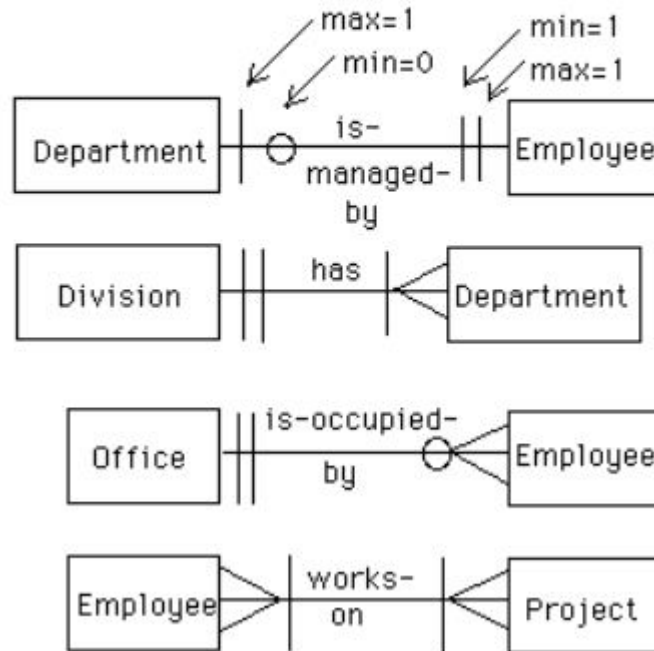 max=1
min=0
min=1
max=1
Department
is-
managed-
by
Employee
Division
has
Department
Office
is-occupied-
by
Employee
Employee
works-
on
Project